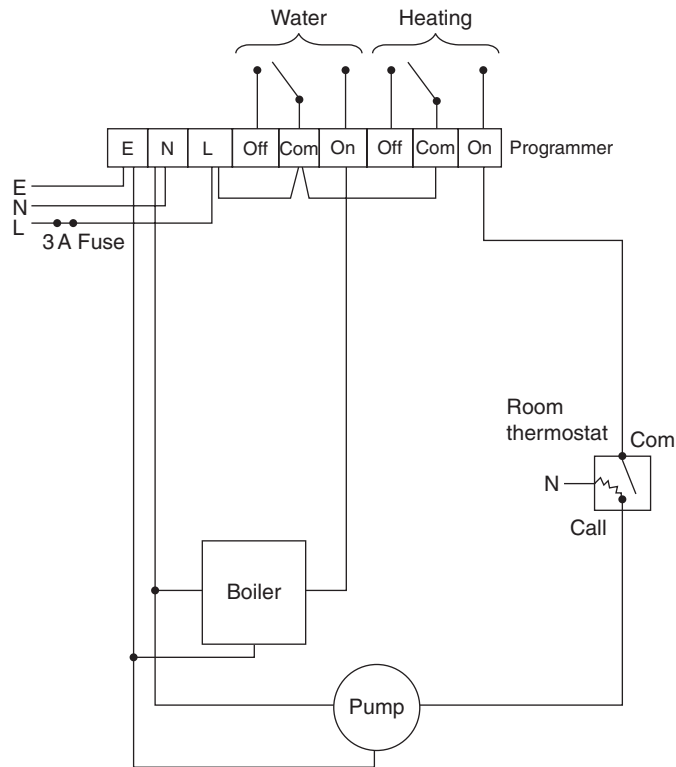 Water Heating
E N L Off Com On Off Com On Programmer
E
N
L
3 A Fuse
Room
thermostat
Com
N
Call
Boiler
Pump